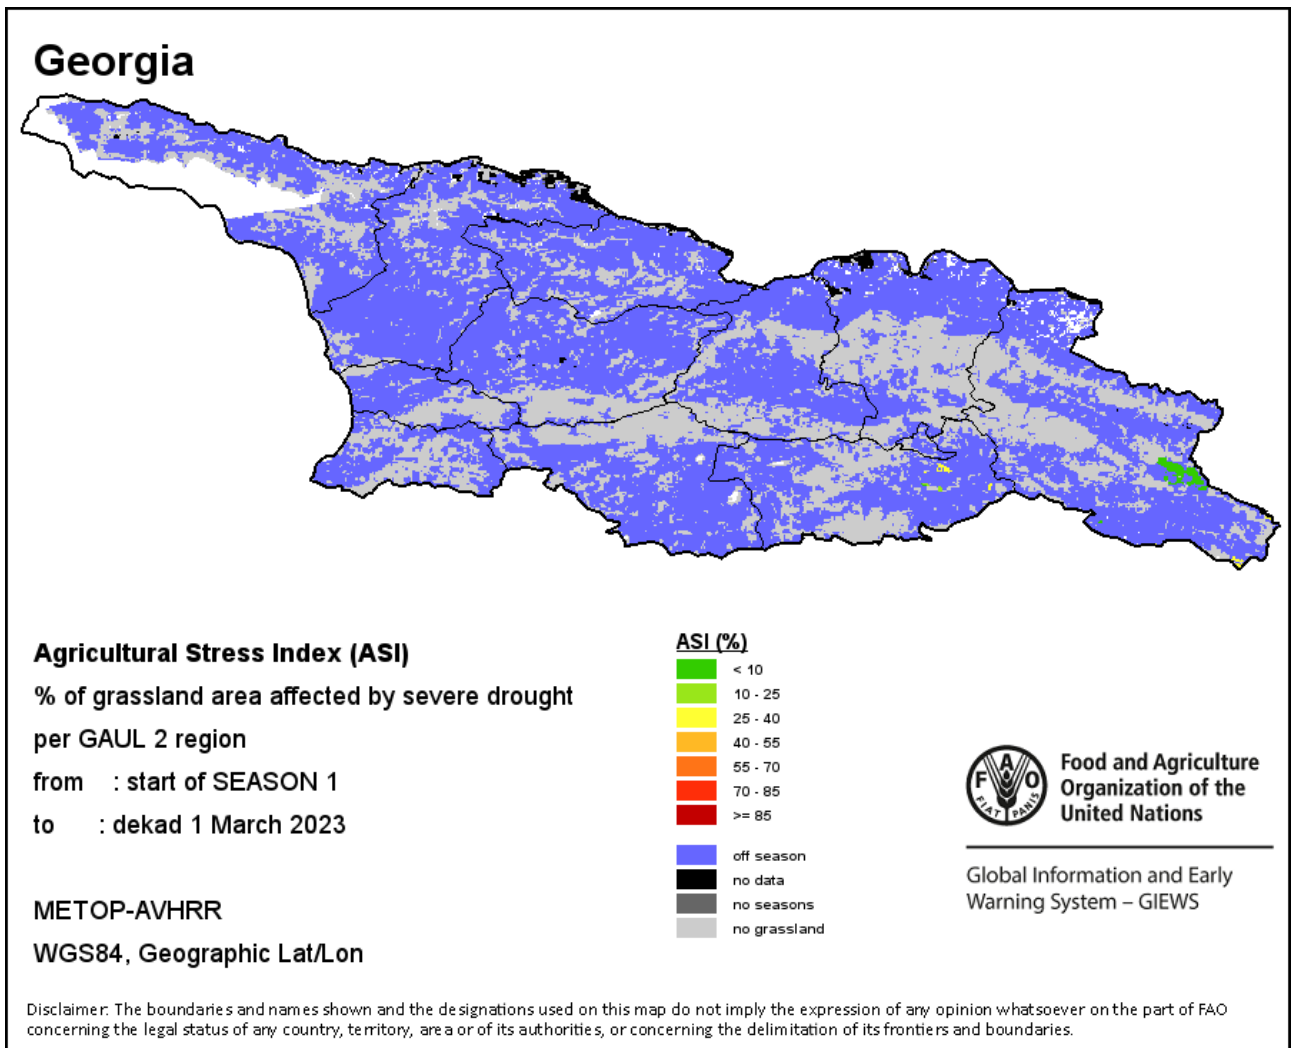 Georgia
Agricultural Stress Index (ASI)
% of grassland area affected by severe drought
per GAUL 2 region
from : start of SEASON 1
to : dekad 1 March 2023
METOP-AVHRR
WGS84, Geographic Lat/Lon
ASI (%)
< 10
10 - 25
25 - 40
40 - 55
55 - 70
70 - 85
>= 85
off season
no data
no seasons
no grassland
F A O
FIAT PANIS
Food and Agriculture
Organization of the
United Nations
Global Information and Early
Warning System – GIEWS
Disclaimer: The boundaries and names shown and the designations used on this map do not imply the expression of any opinion whatsoever on the part of FAO
concerning the legal status of any country, territory, area or of its authorities, or concerning the delimitation of its frontiers and boundaries.